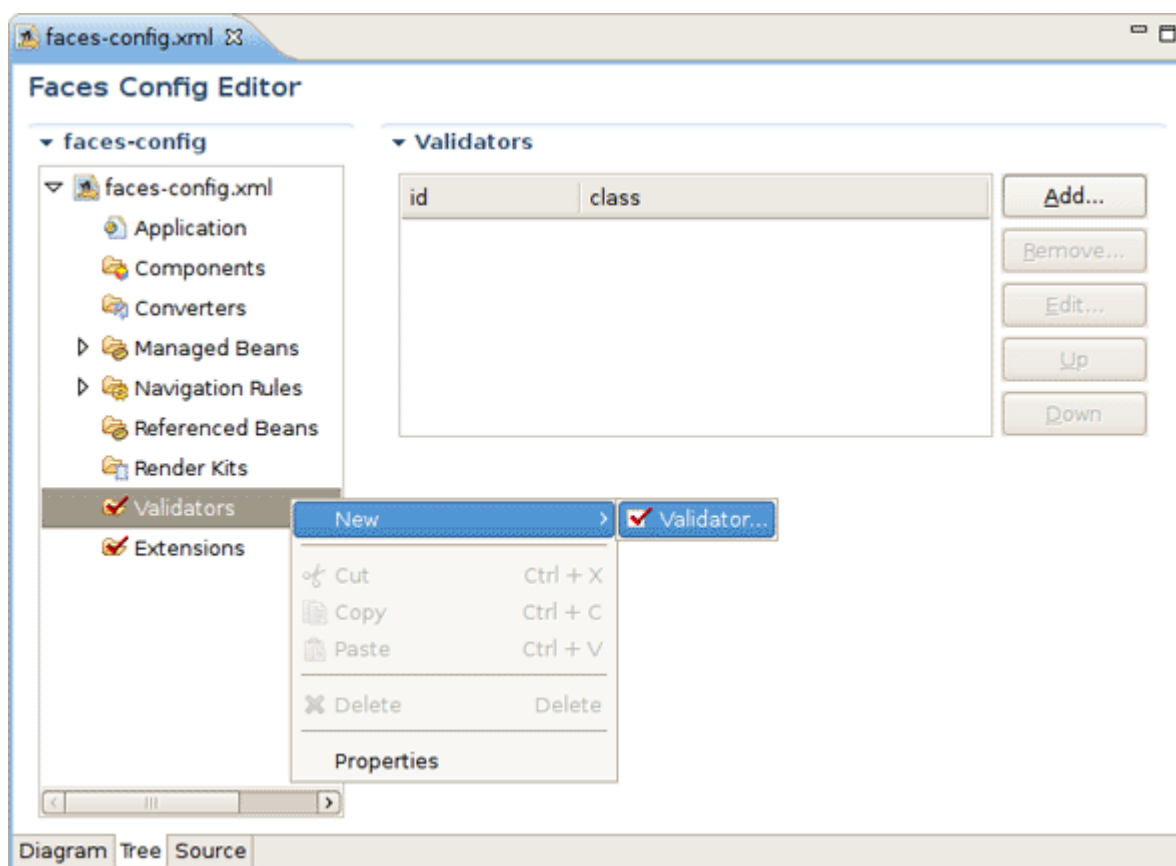 faces-config.xml
Faces Config Editor
faces-config
Validators
faces-config.xml
id class
Add...
Application
Remove...
Components
Converters
Edit...
Managed Beans
Up
Navigation Rules
Down
Referenced Beans
Render Kits
Validators
New
Validator...
Extensions
Cut Ctrl + X
Copy Ctrl + C
Paste Ctrl + V
Delete Delete
Properties
Diagram Tree Source